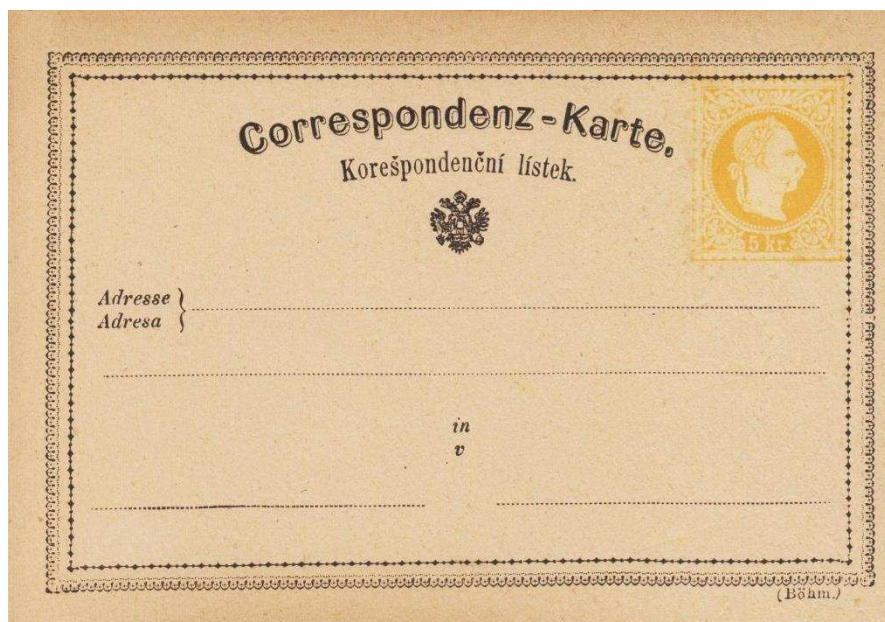 Correspondenz-Karte.
Korešpondenční lístek.
5 kr.
Adresse
Adresa
in
v
(Böhm.)